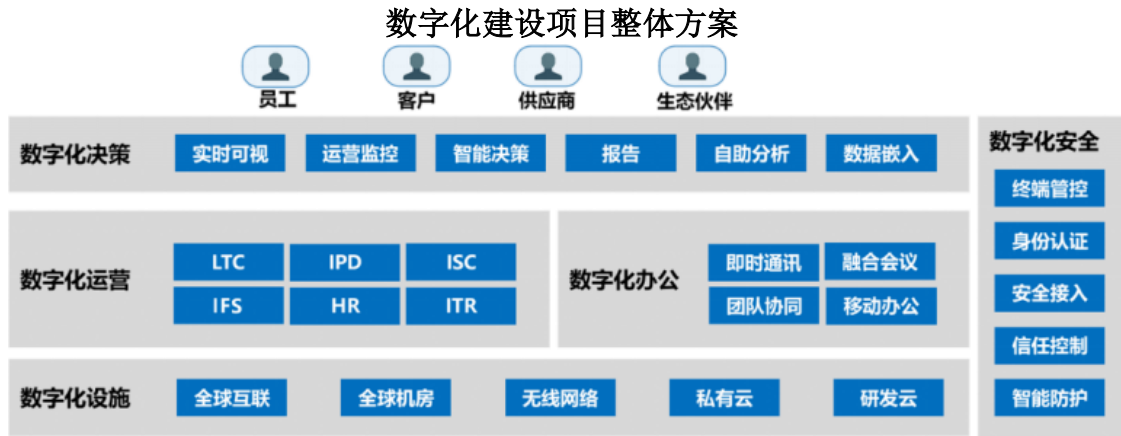 数字化建设项目整体方案
员工 客户 供应商 生态伙伴
数字化决策 实时可视 运营监控 智能决策 报告 自助分析 数据嵌入
数字化运营
LTC IPD ISC
IFS HR ITR
数字化办公
即时通讯 融合会议
团队协同 移动办公
数字化设施 全球互联 全球机房 无线网络 私有云 研发云
数字化安全
终端管控
身份认证
安全接入
信任控制
智能防护